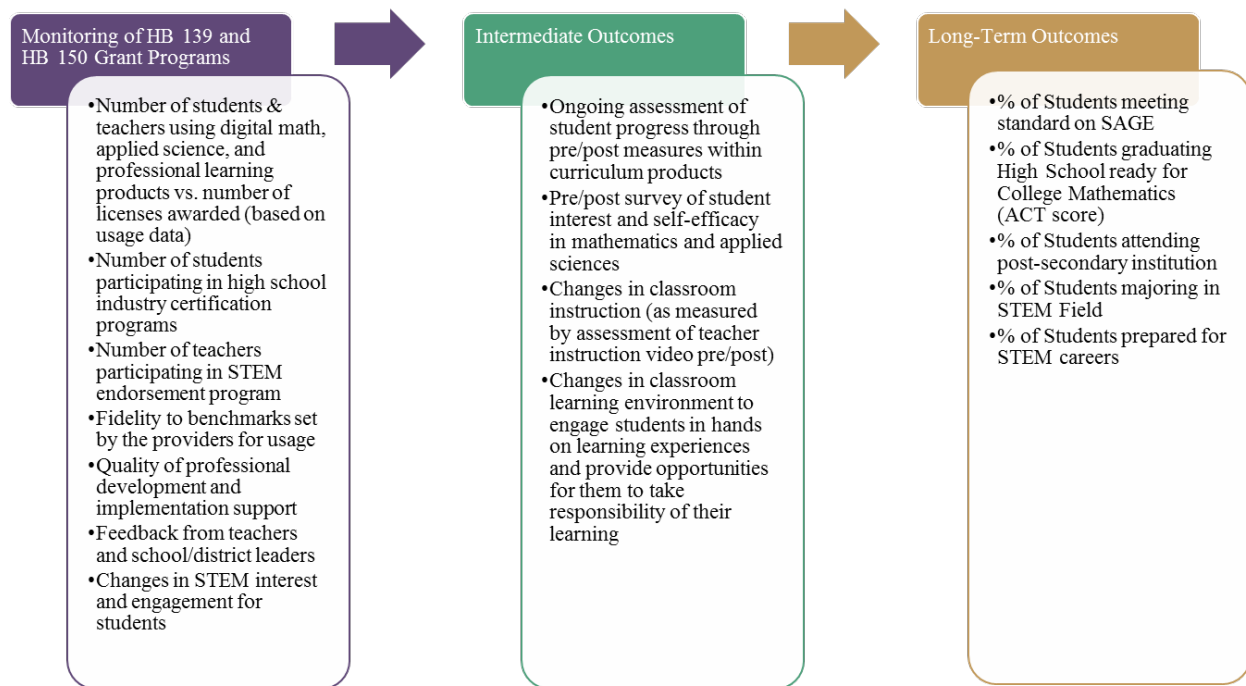 Monitoring of HB 139 and
HB 150 Grant Programs
•Number of students &
teachers using digital math,
applied science, and
professional learning
products vs. number of
licenses awarded (based on
usage data)
•Number of students
participating in high school
industry certification
programs
•Number of teachers
participating in STEM
endorsement program
•Fidelity to benchmarks set
by the providers for usage
•Quality of professional
development and
implementation support
•Feedback from teachers
and school/district leaders
•Changes in STEM interest
and engagement for
students
Intermediate Outcomes
•Ongoing assessment of
student progress through
pre/post measures within
curriculum products
•Pre/post survey of student
interest and self-efficacy
in mathematics and applied
sciences
•Changes in classroom
instruction (as measured
by assessment of teacher
instruction video pre/post)
•Changes in classroom
learning environment to
engage students in hands
on learning experiences
and provide opportunities
for them to take
responsibility of their
learning
Long-Term Outcomes
•% of Students meeting
standard on SAGE
•% of Students graduating
High School ready for
College Mathematics
(ACT score)
•% of Students attending
post-secondary institution
•% of Students majoring in
STEM Field
•% of Students prepared for
STEM careers